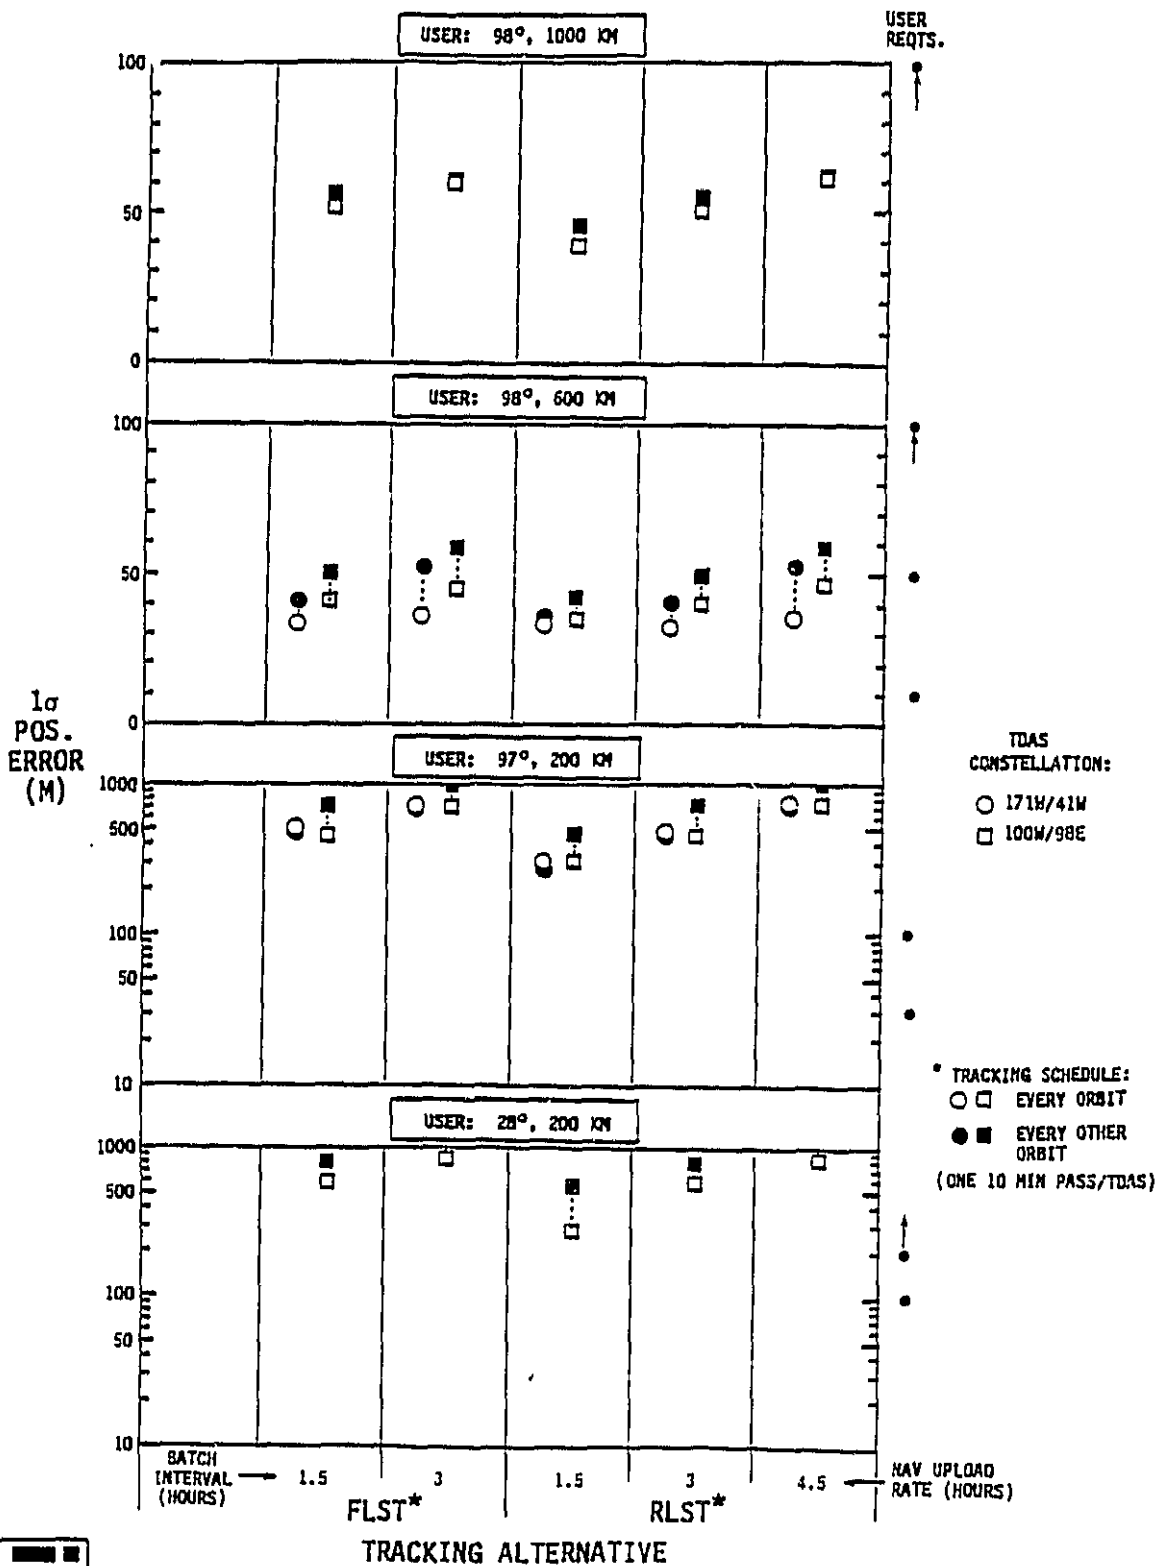 USER: 98°, 1000 KM
USER
REQTS.
100
50
0
USER: 98°, 600 KM
100
50
0
1σ
POS.
ERROR
(M)
USER: 97°, 200 KM
1000
500
100
50
10
TDAS
CONSTELLATION:
○ 171W/41W
□ 100W/98E
* TRACKING SCHEDULE:
○ □ EVERY ORBIT
● ■ EVERY OTHER
ORBIT
(ONE 10 MIN PASS/TDAS)
USER: 28°, 200 KM
1000
500
100
50
10
BATCH
INTERVAL →
(HOURS)
1.5 3 1.5 3 4.5
← NAV UPLOAD
RATE (HOURS)
FLST* RLST*
TRACKING ALTERNATIVE